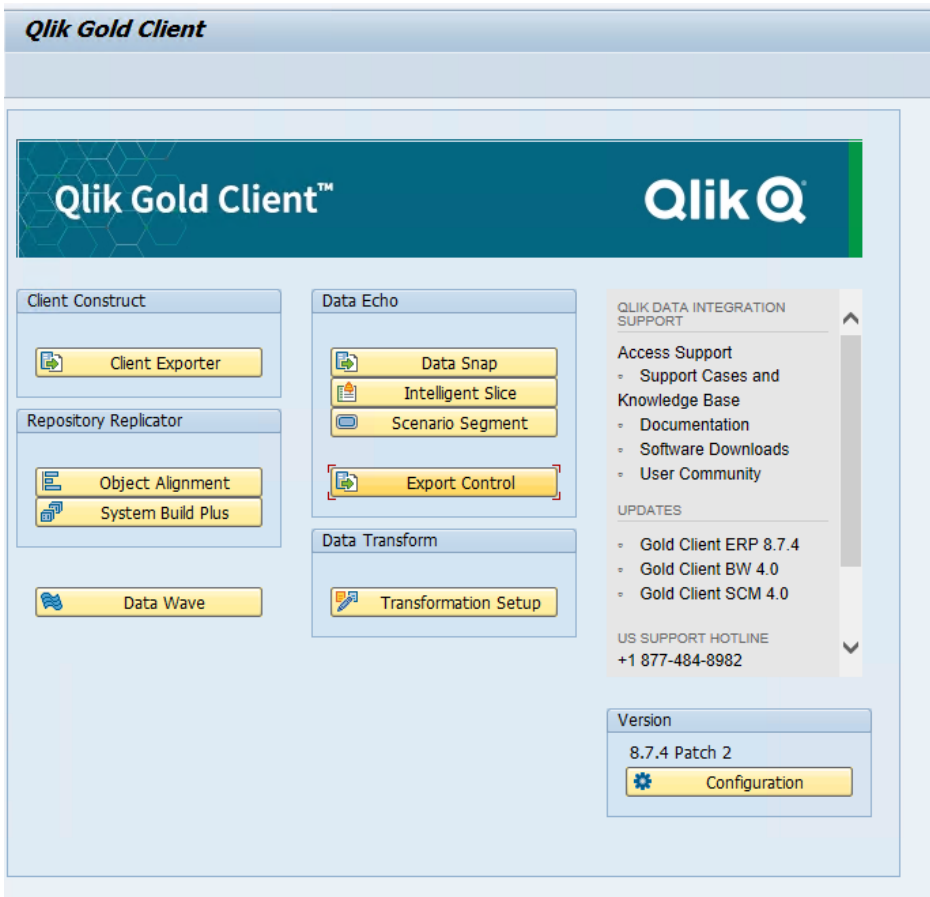 Qlik Gold Client
Qlik Gold Client™
Qlik
Client Construct
Client Exporter
Repository Replicator
Object Alignment
System Build Plus
Data Wave
Data Echo
Data Snap
Intelligent Slice
Scenario Segment
Export Control
Data Transform
Transformation Setup
QLIK DATA INTEGRATION
SUPPORT
Access Support
Support Cases and
Knowledge Base
Documentation
Software Downloads
User Community
UPDATES
Gold Client ERP 8.7.4
Gold Client BW 4.0
Gold Client SCM 4.0
US SUPPORT HOTLINE
+1 877-484-8982
Version
8.7.4 Patch 2
Configuration